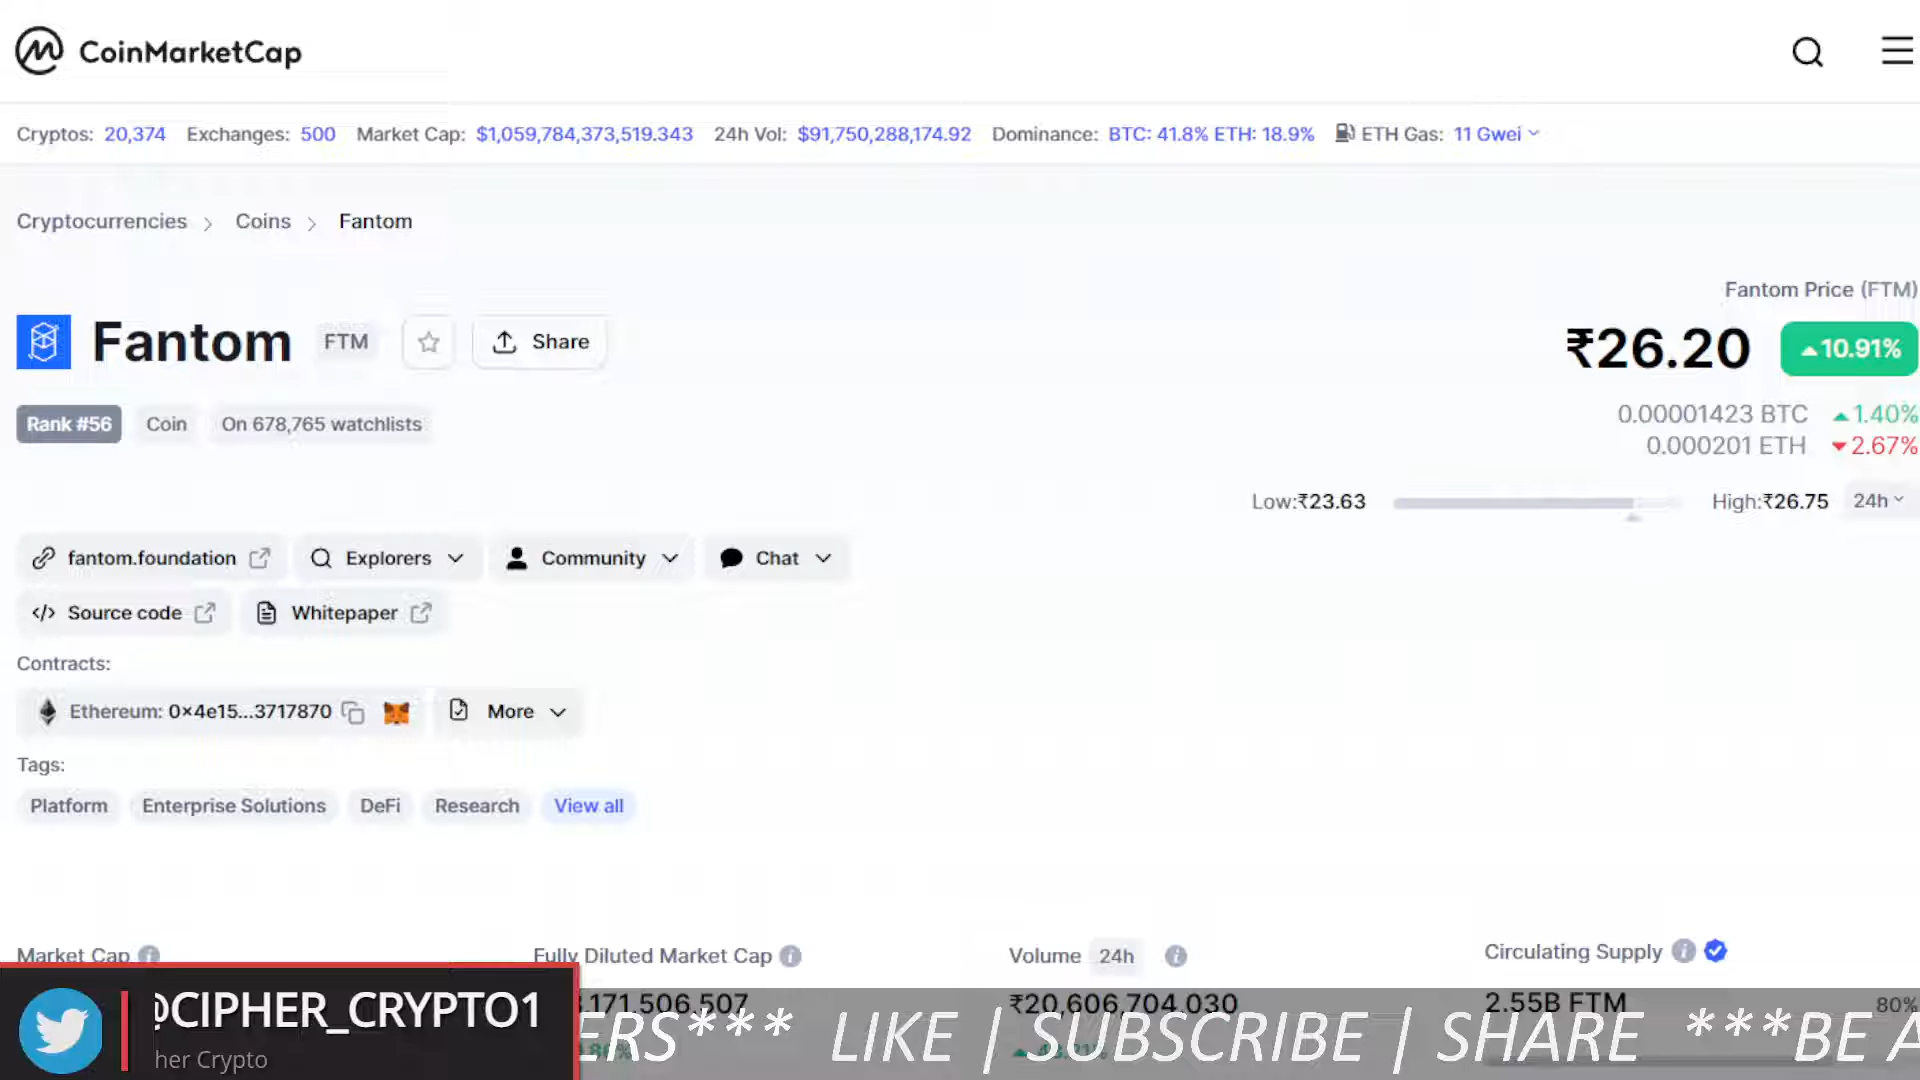 CoinMarketCap
Cryptos: 20,374 Exchanges: 500 Market Cap: $1,059,784,373,519.343 24h Vol: $91,750,288,174.92 Dominance: BTC: 41.8% ETH: 18.9% ETH Gas: 11 Gwei
Cryptocurrencies > Coins > Fantom
Fantom Price (FTM)
Fantom FTM Share
₹26.20 10.91%
Rank #56 Coin On 678,765 watchlists
0.00001423 BTC 1.40%
0.000201 ETH 2.67%
Low:₹23.63 High:₹26.75 24h
fantom.foundation Explorers Community Chat
</> Source code Whitepaper
Contracts:
Ethereum: 0x4e15...3717870 More
Tags:
Platform Enterprise Solutions DeFi Research View all
Market Cap Fully Diluted Market Cap Volume 24h Circulating Supply
171,506,507 ₹20,606,704,030 2.55B FTM 80%
@CIPHER_CRYPTO1
her Crypto
ERS*** LIKE | SUBSCRIBE | SHARE ***BE A